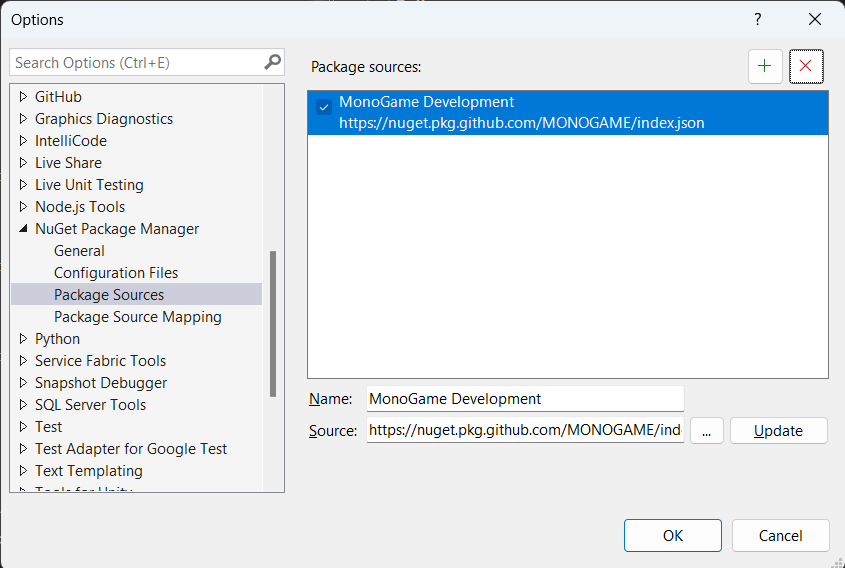 Options
?
Search Options (Ctrl+E)
GitHub
Graphics Diagnostics
IntelliCode
Live Share
Live Unit Testing
Node.js Tools
NuGet Package Manager
General
Configuration Files
Package Sources
Package Source Mapping
Python
Service Fabric Tools
Snapshot Debugger
SQL Server Tools
Test
Test Adapter for Google Test
Text Templating
Tools for Unity
Package sources:
MonoGame Development
https://nuget.pkg.github.com/MONOGAME/index.json
Name: MonoGame Development
Source: https://nuget.pkg.github.com/MONOGAME/ind
... Update
OK Cancel